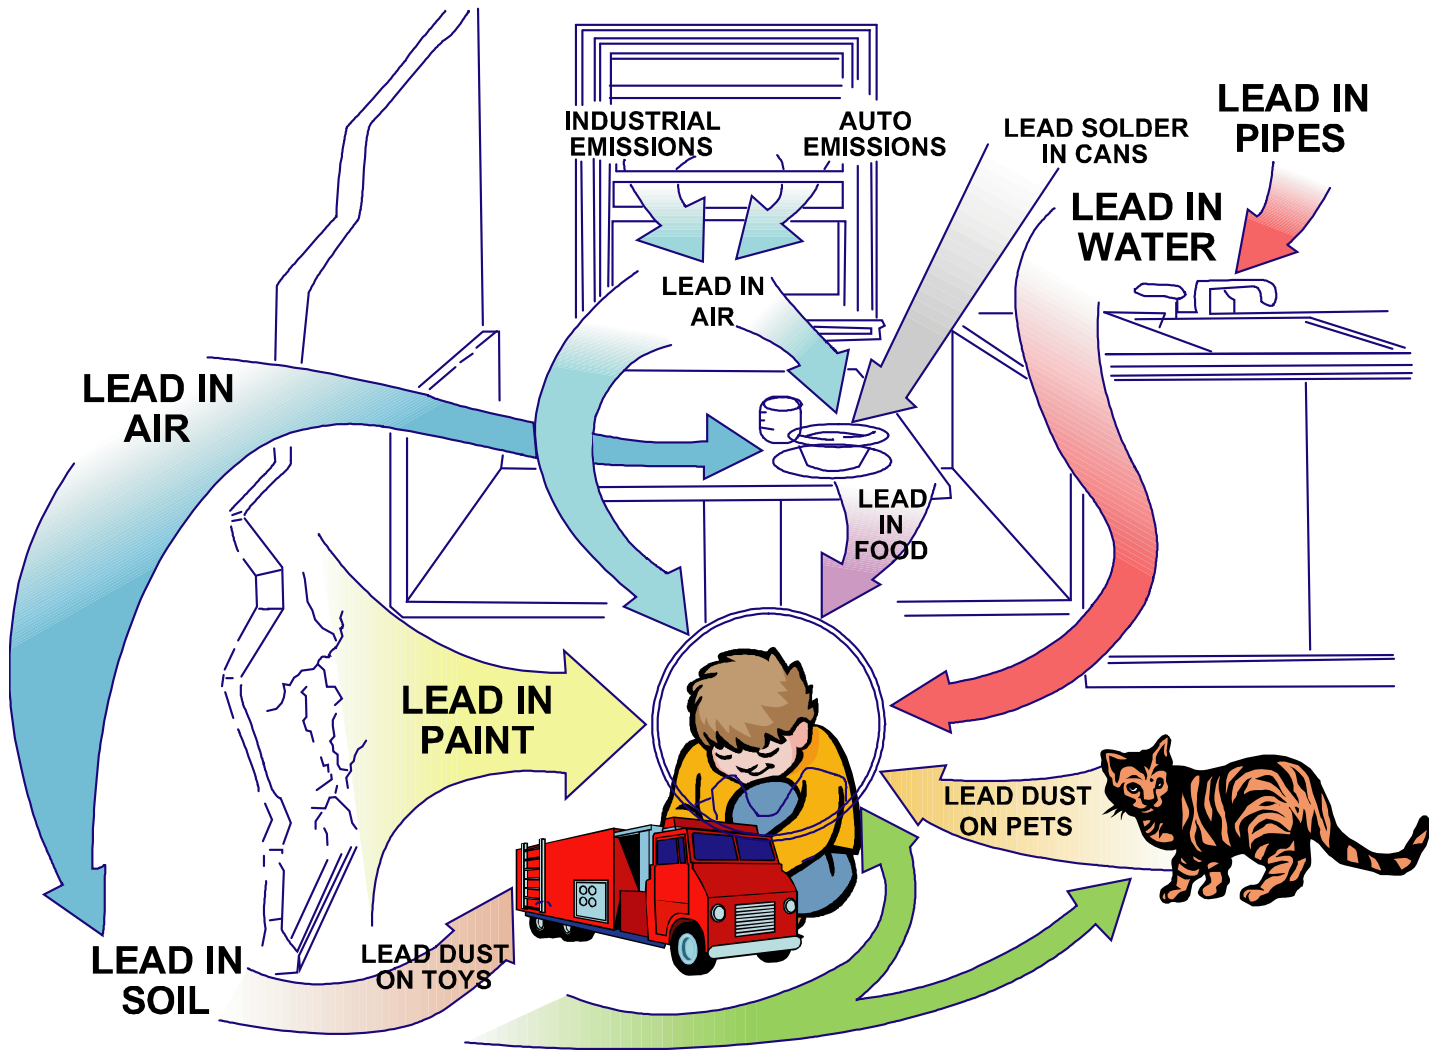 INDUSTRIAL
EMISSIONS
AUTO
EMISSIONS
LEAD SOLDER
IN CANS
LEAD IN
PIPES
LEAD IN
WATER
LEAD IN
AIR
LEAD IN
AIR
LEAD
IN
FOOD
LEAD IN
PAINT
LEAD DUST
ON PETS
LEAD DUST
ON TOYS
LEAD IN
SOIL